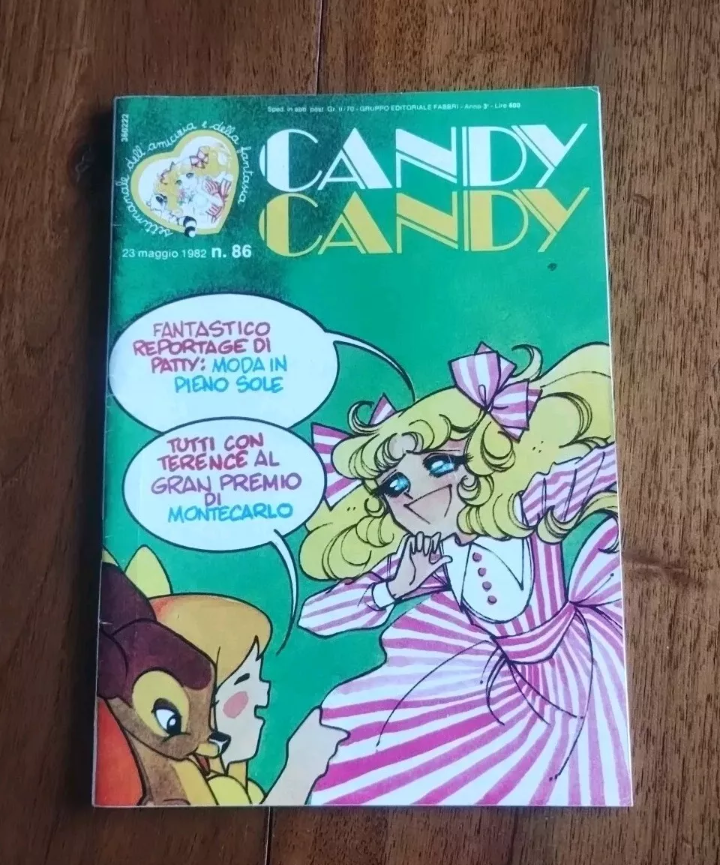 Sped. in abb. post. Gr. II/70 - GRUPPO EDITORIALE FABBRI - Anno 3° - Lire 600
360222
settimanale dell'amicizia e della fantasia
CANDY
CANDY
23 maggio 1982 n. 86
FANTASTICO
REPORTAGE DI
PATTY: MODA IN
PIENO SOLE
TUTTI CON
TERENCE AL
GRAN PREMIO
DI
MONTECARLO